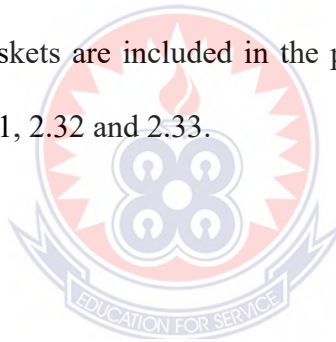 skets are included in the p
1, 2.32 and 2.33.
EDUCATION FOR SERVICE